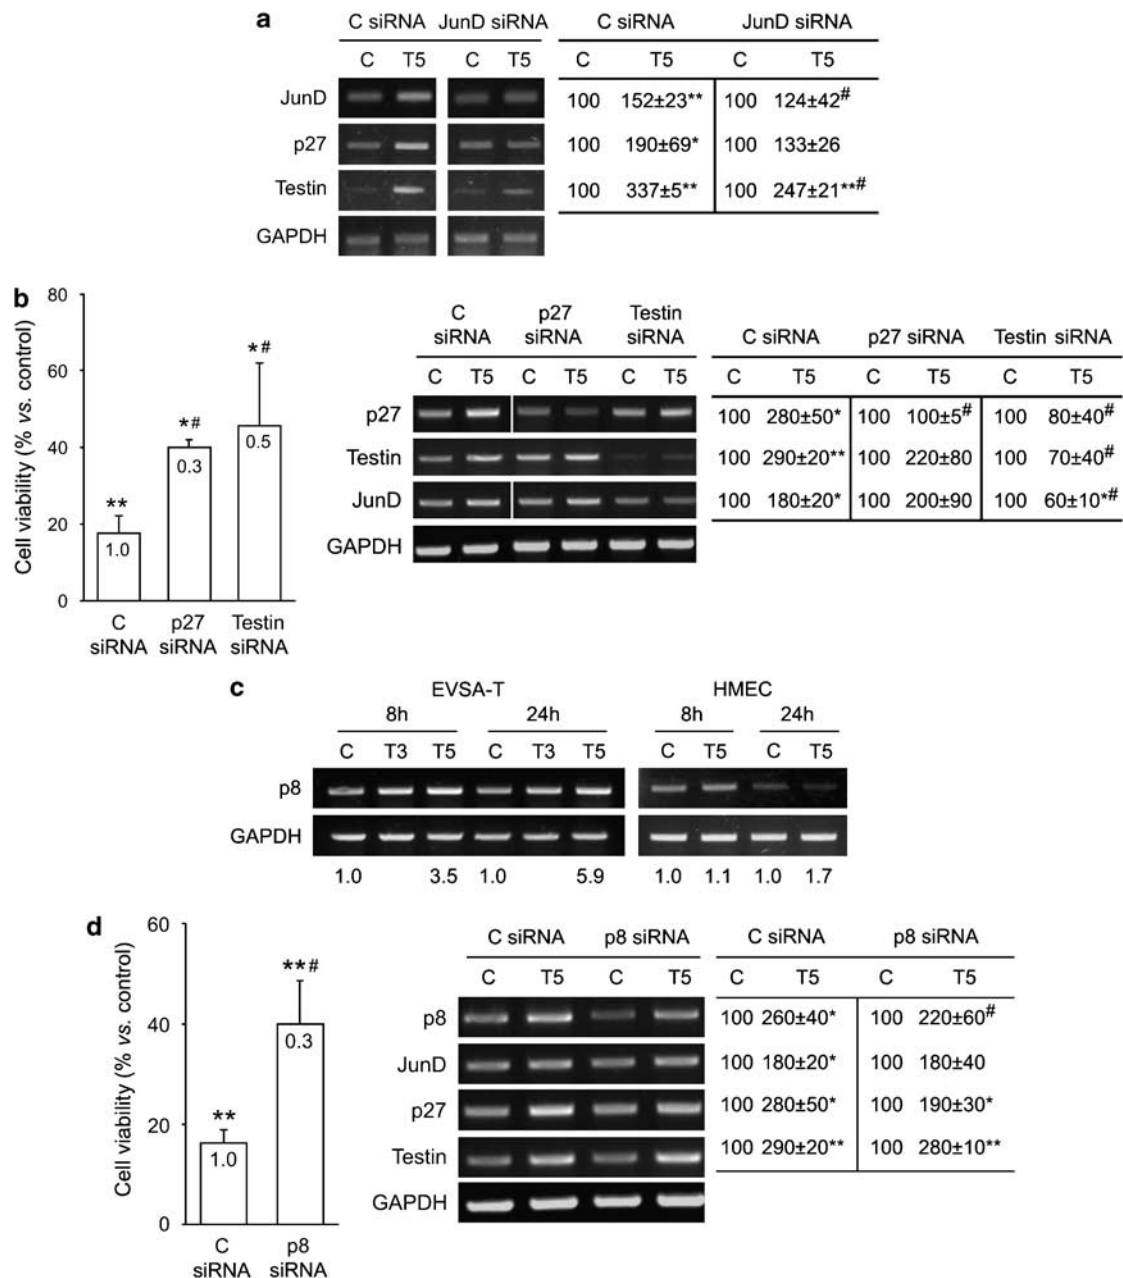 a
C siRNA JunD siRNA C siRNA JunD siRNA
C T5 C T5 C T5 C T5
JunD 100 152±23** 100 124±42#
p27 100 190±69* 100 133±26
Testin 100 337±5** 100 247±21**#
GAPDH
b
Cell viability (% vs. control)
80
60
40
20
0
**
1.0
*#
0.3
*#
0.5
C siRNA
p27 siRNA
Testin siRNA
C siRNA p27 siRNA Testin siRNA C siRNA p27 siRNA Testin siRNA
C T5 C T5 C T5 C T5 C T5 C T5
p27 100 280±50* 100 100±5# 100 80±40#
Testin 100 290±20** 100 220±80 100 70±40#
JunD 100 180±20* 100 200±90 100 60±10*#
GAPDH
c
EVSA-T HMEC
8h 24h 8h 24h
C T3 T5 C T3 T5 C T5 C T5
p8
GAPDH
1.0 3.5 1.0 5.9 1.0 1.1 1.0 1.7
d
Cell viability (% vs. control)
60
40
20
0
**
1.0
**#
0.3
C siRNA
p8 siRNA
C siRNA p8 siRNA C siRNA p8 siRNA
C T5 C T5 C T5 C T5
p8 100 260±40* 100 220±60#
JunD 100 180±20* 100 180±40
p27 100 280±50* 100 190±30*
Testin 100 290±20** 100 280±10**
GAPDH